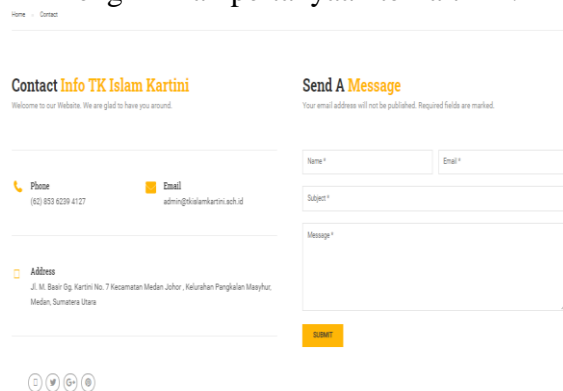 Home
Contact
Contact Info TK Islam Kartini
Welcome to our Website. We are glad to have you around.
Phone
(62) 853 6239 4127
Email
admin@tkislamkartini.sch.id
Address
Jl. M. Basir Gg. Kartini No. 7 Kecamatan Medan Johor , Kelurahan Pangkalan Masyhur,
Medan, Sumatera Utara
Send A Message
Your email address will not be published. Required fields are marked.
Name *
Email *
Subject *
Message *
SUBMIT